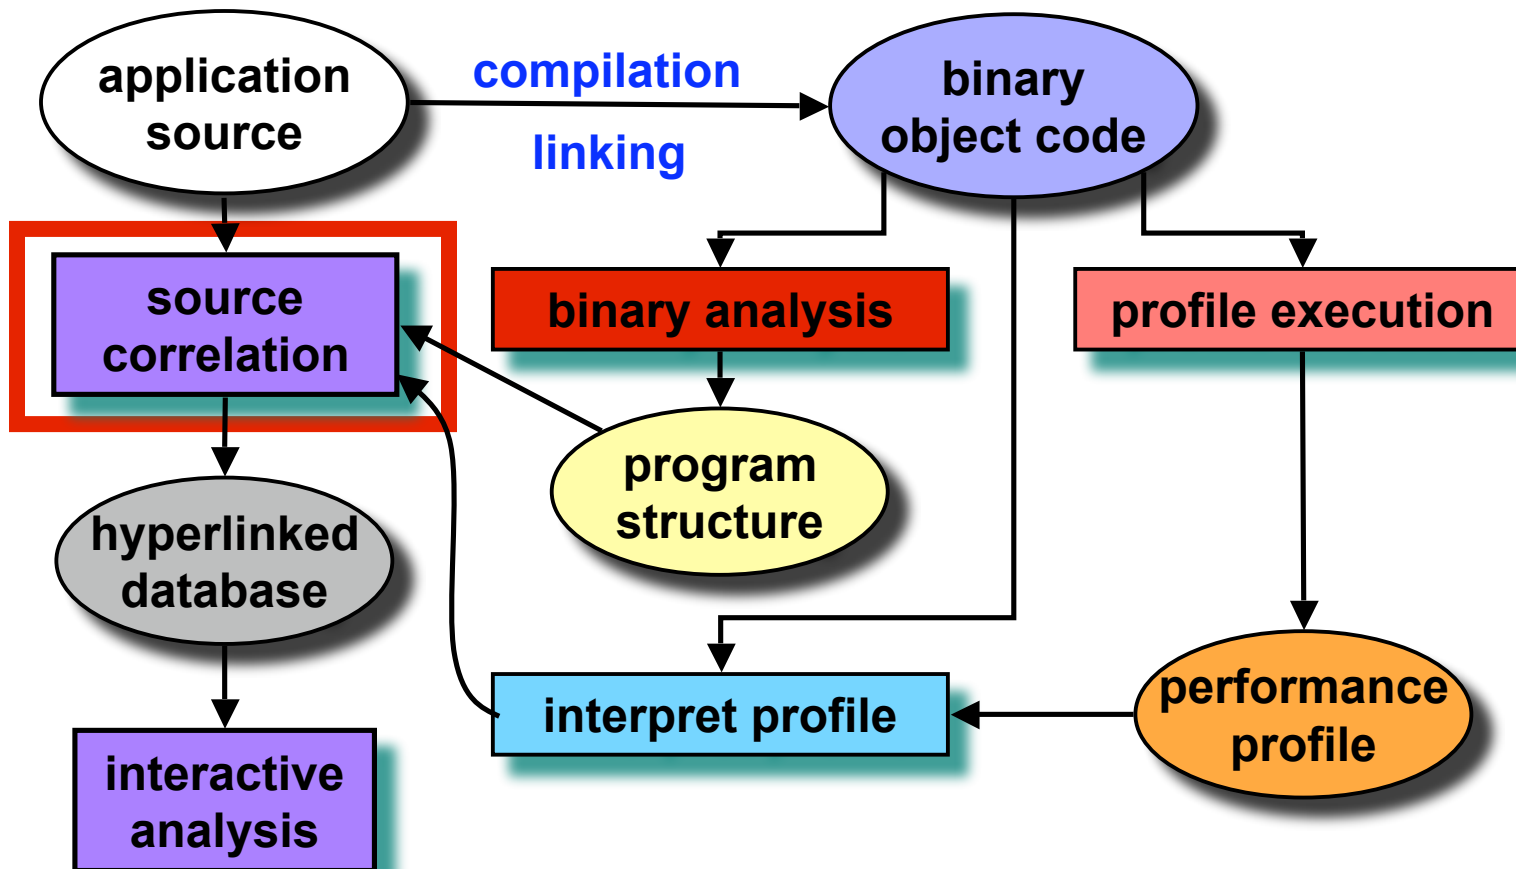 application
source
compilation
linking
binary
object code
source
correlation
binary analysis
profile execution
program
structure
hyperlinked
database
interpret profile
performance
profile
interactive
analysis